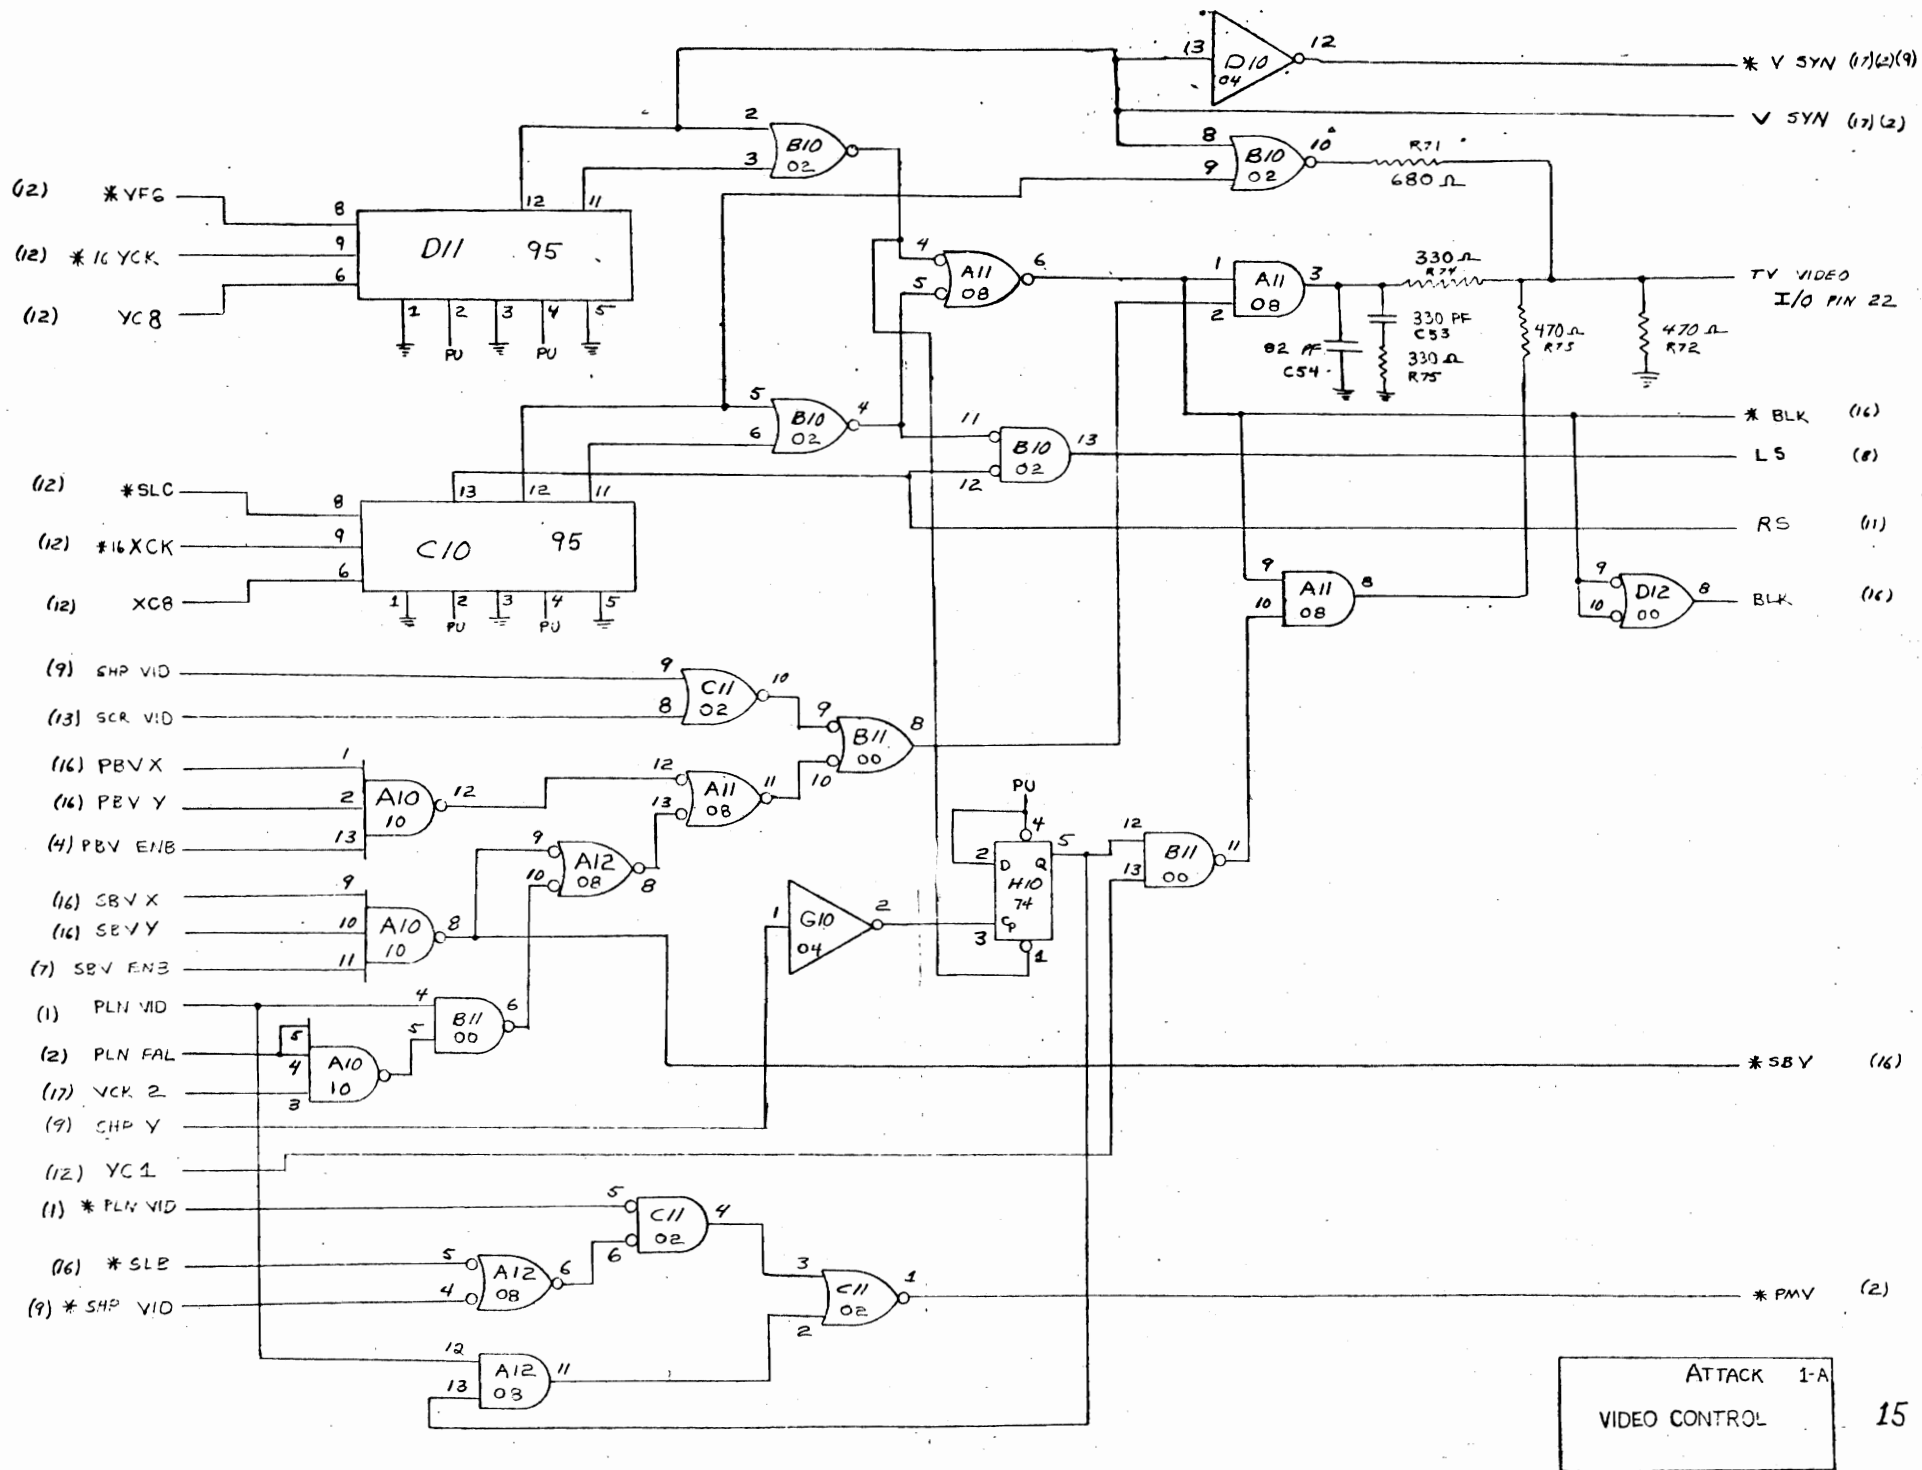 13 D10 04 12 * V SYN (17)(2)(9)
V SYN (17)(2)
2 3 B10 02
8 9 B10 02 10 R71 680 Ω
(12) *VFS
(12) *16 YCK
(12) YC8
8 9 6 D11 95 12 11
1 2 3 4 5
PU PU
4 5 A11 08 6
1 2 A11 08 3
330 Ω R74
TV VIDEO
I/O PIN 22
330 PF C53
330 Ω R75
82 PF C54
470 Ω R73
470 Ω R72
5 6 B10 02 4
11 12 B10 02 13
* BLK (16)
LS (8)
RS (11)
(12) *SLC
(12) *16 XCK
(12) XC8
8 9 6 C10 95 13 12 11
1 2 3 4 5
PU PU
9 10 A11 08 8
9 10 D12 00 8 BLK (16)
(9) SHP VID
(13) SCR VID
9 8 C11 02 10
9 10 B11 00 8
(16) PBV X
(16) PBV Y
(4) PBV ENB
1 2 13 A10 10 12
12 13 A11 08 11
9 10 A12 08 8
(16) SBV X
(16) SBV Y
(7) SBV ENB
9 10 11 A10 10 8
PU
4 2 D Q 5 H10 74 CP 3 1
1 G10 04 2
12 13 B11 00 11
(1) PLN VID
(2) PLN FAL
(17) VCK 2
(9) SHP Y
(12) YC1
4 5 B11 00 6
5 4 3 A10 10
* SBV (16)
(1) * PLN VID
(16) * SLB
(9) * SHP VID
5 6 C11 02 4
5 4 A12 08 6
3 2 C11 02 1
* PMV (2)
12 13 A12 08 11
ATTACK 1-A
VIDEO CONTROL
15